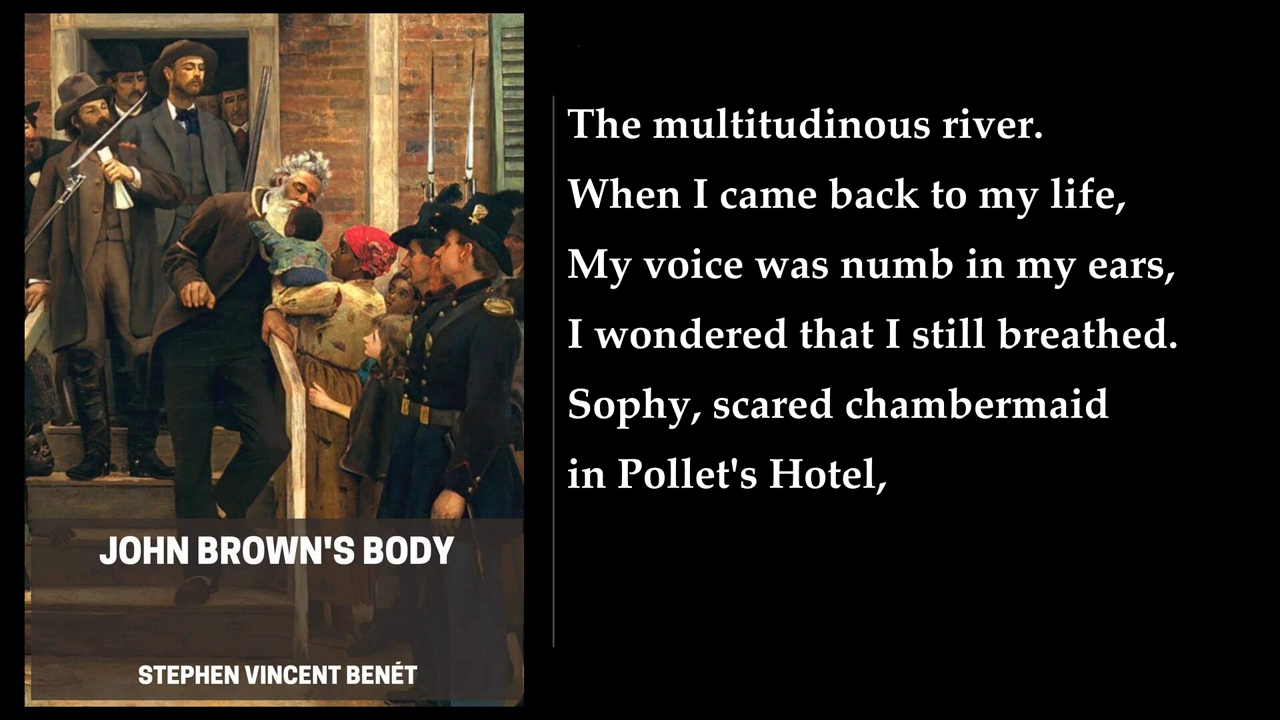 JOHN BROWN'S BODY
STEPHEN VINCENT BENÉT
The multitudinous river.
When I came back to my life,
My voice was numb in my ears,
I wondered that I still breathed.
Sophy, scared chambermaid
in Pollet's Hotel,